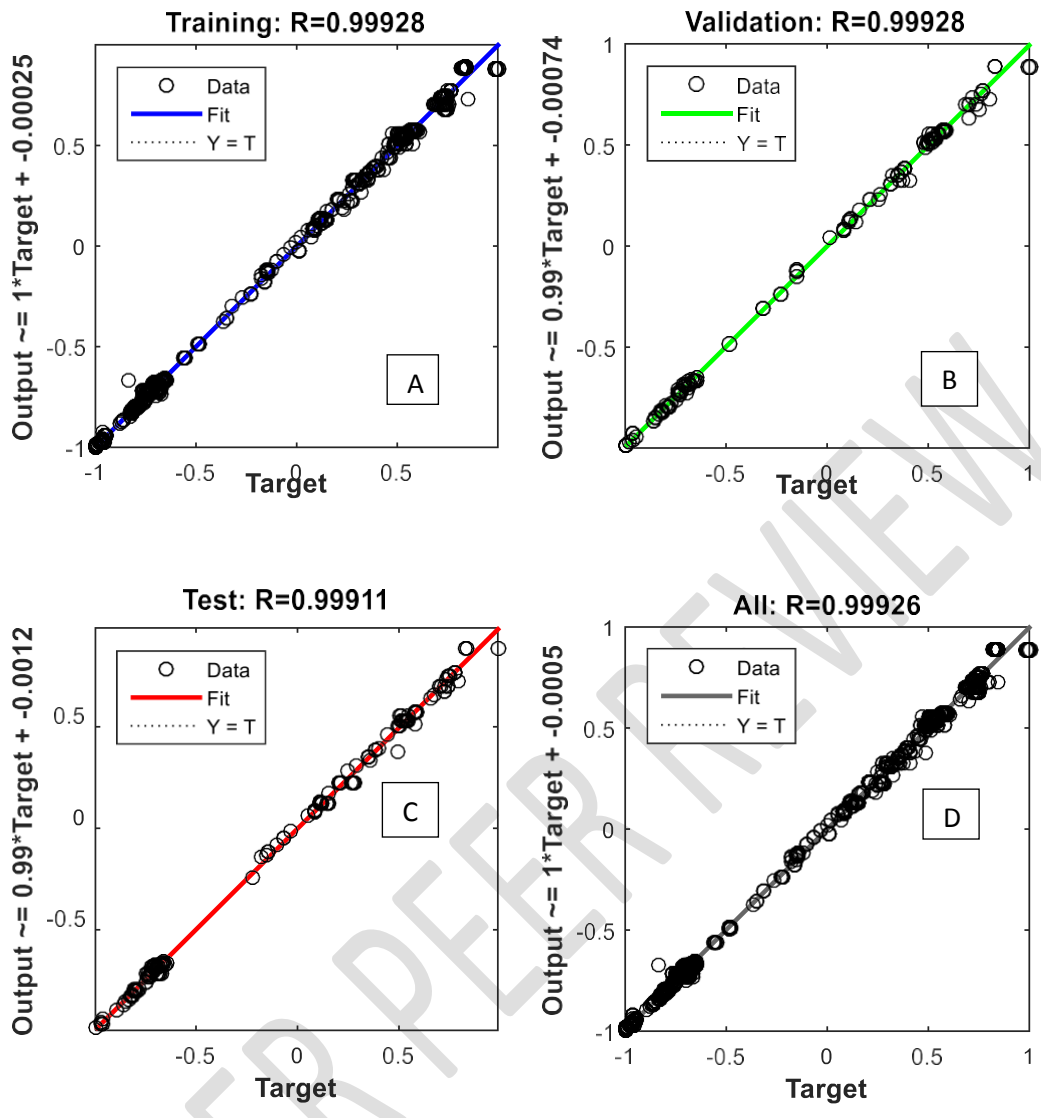 Training: R=0.99928
Output ~= 1*Target + -0.00025
Data
Fit
Y = T
0.5
0
-0.5
-1
A
-1
-0.5
0
0.5
Target
Validation: R=0.99928
Output ~= 0.99*Target + -0.00074
1
Data
Fit
Y = T
0.5
0
-0.5
B
-0.5
0
0.5
1
Target
Test: R=0.99911
Output ~= 0.99*Target + -0.0012
Data
Fit
Y = T
0.5
0
-0.5
C
-0.5
0
0.5
Target
All: R=0.99926
Output ~= 1*Target + -0.0005
1
Data
Fit
Y = T
0.5
0
-0.5
-1
D
-1
-0.5
0
0.5
1
Target
PEER REVIEW